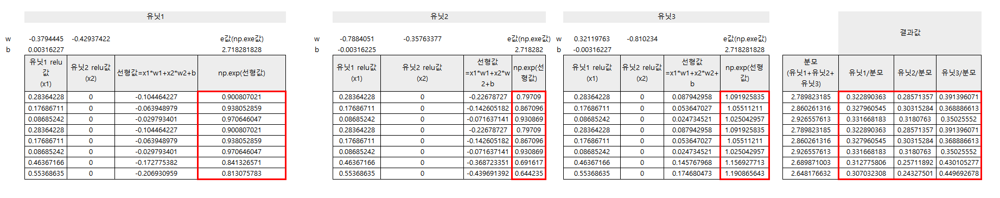 유닛1 유닛2 유닛3
결과값
w -0.3794445 -0.42937422 e값(np.exe값) w -0.7884051 -0.35763377 e값(np.exe값) w 0.32119763 -0.810234 e값(np.exe값)
b 0.00316227 2.718281828 b -0.00316225 2.718282 b -0.00316227 2.718281828
유닛1 relu
값
(x1)
유닛2 relu값
(x2)
선형값=x1*w1+x2*w2+b
np.exp(선형값)
유닛1 relu값
(x1)
유닛2 relu값
(x2)
선형값
=x1*w1+x2*w
2+b
np.exp(선
형값)
유닛1 relu값
(x1)
유닛2 relu값
(x2)
선형값
=x1*w1+x2*w2+
b
np.exp(선형
값)
분모
(유닛1+유닛2+
유닛3)
유닛1/분모
유닛2/분모
유닛3/분모
0.28364228 0 -0.104464227 0.900807021 0.28364228 0 -0.22678727 0.79709 0.28364228 0 0.087942958 1.091925835 2.789823185 0.322890363 0.28571357 0.391396071
0.17686711 0 -0.063948979 0.938052859 0.17686711 0 -0.142605182 0.867096 0.17686711 0 0.053647027 1.05511211 2.860261316 0.327960545 0.30315284 0.368886613
0.08685242 0 -0.029793401 0.970646047 0.08685242 0 -0.071637141 0.930869 0.08685242 0 0.024734521 1.025042957 2.926557613 0.331668183 0.3180763 0.35025552
0.28364228 0 -0.104464227 0.900807021 0.28364228 0 -0.22678727 0.79709 0.28364228 0 0.087942958 1.091925835 2.789823185 0.322890363 0.28571357 0.391396071
0.17686711 0 -0.063948979 0.938052859 0.17686711 0 -0.142605182 0.867096 0.17686711 0 0.053647027 1.05511211 2.860261316 0.327960545 0.30315284 0.368886613
0.08685242 0 -0.029793401 0.970646047 0.08685242 0 -0.071637141 0.930869 0.08685242 0 0.024734521 1.025042957 2.926557613 0.331668183 0.3180763 0.35025552
0.46367166 0 -0.172775382 0.841326571 0.46367166 0 -0.368723351 0.691617 0.46367166 0 0.145767968 1.156927713 2.689871003 0.312775806 0.25711892 0.430105277
0.55368635 0 -0.206930959 0.813075783 0.55368635 0 -0.439691392 0.644235 0.55368635 0 0.174680473 1.190865643 2.648176632 0.307032308 0.24327501 0.449692678